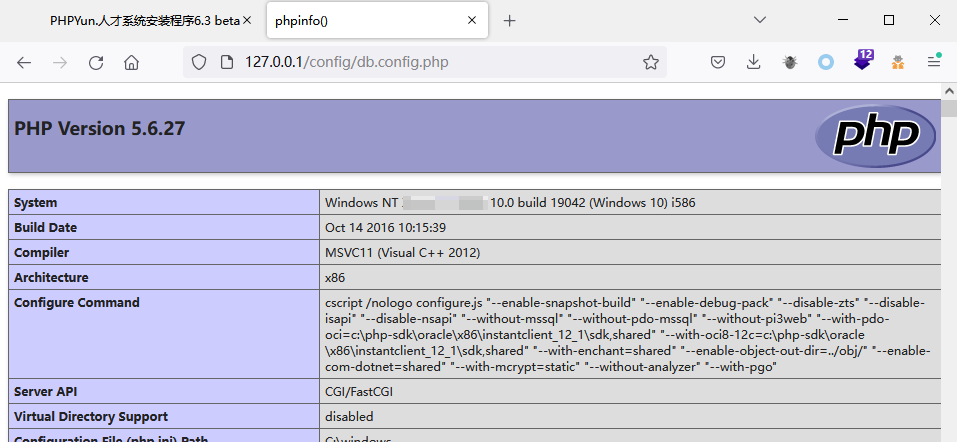 PHPYun.人才系统安装程序6.3 beta
phpinfo()
127.0.0.1/config/db.config.php
12
PHP Version 5.6.27
php
System Windows NT 10.0 build 19042 (Windows 10) i586
Build Date Oct 14 2016 10:15:39
Compiler MSVC11 (Visual C++ 2012)
Architecture x86
Configure Command cscript /nologo configure.js "--enable-snapshot-build" "--enable-debug-pack" "--disable-zts" "--disable-
isapi" "--disable-nsapi" "--without-mssql" "--without-pdo-mssql" "--without-pi3web" "--with-pdo-
oci=c:\php-sdk\oracle\x86\instantclient_12_1\sdk,shared" "--with-oci8-12c=c:\php-sdk\oracle
\x86\instantclient_12_1\sdk,shared" "--with-enchant=shared" "--enable-object-out-dir=../obj/" "--enable-
com-dotnet=shared" "--with-mcrypt=static" "--without-analyzer" "--with-pgo"
Server API CGI/FastCGI
Virtual Directory Support disabled
Configuration File (php.ini) Path C:\windows